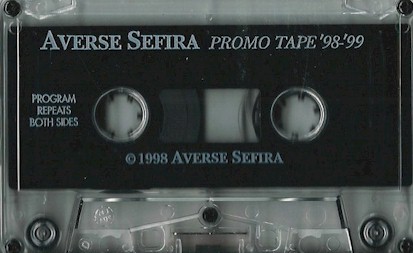 AVERSE SEFIRA PROMO TAPE '98-'99
PROGRAM
REPEATS
BOTH SIDES
© 1998 AVERSE SEFIRA